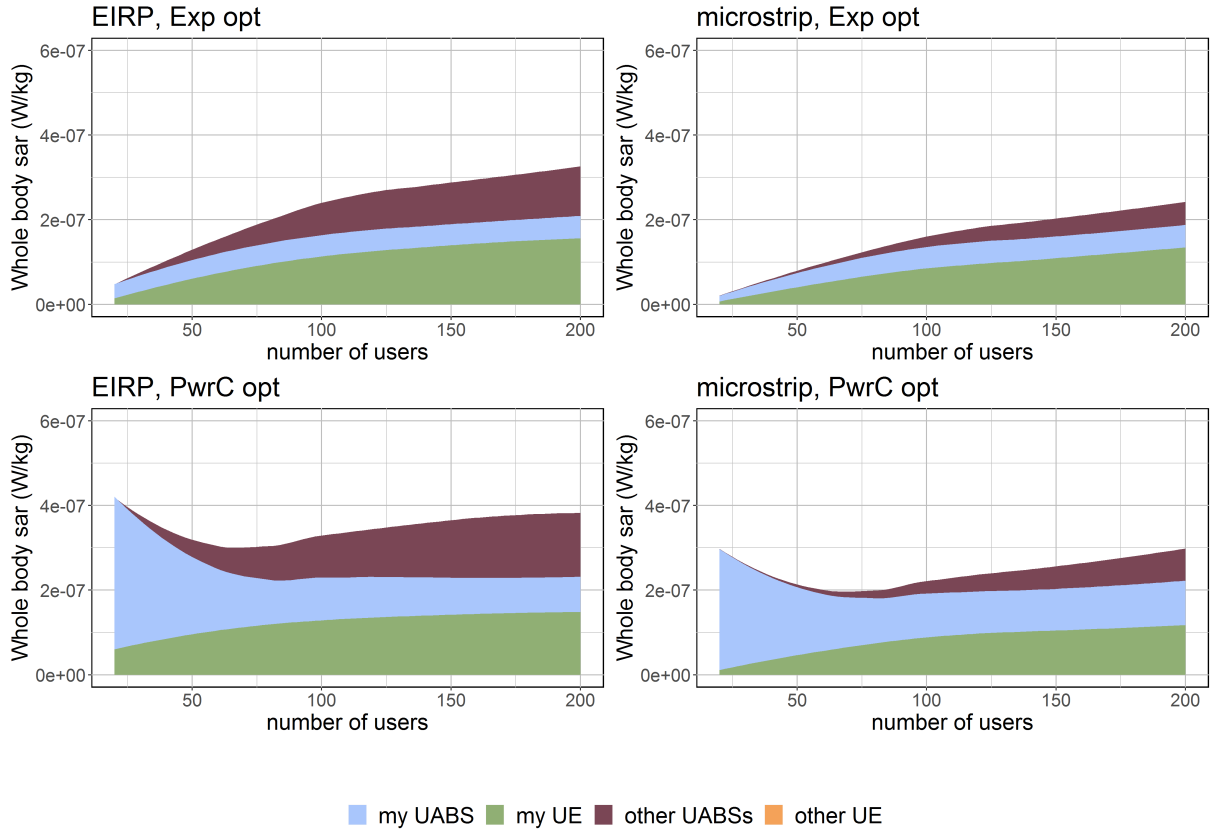 EIRP, Exp opt
microstrip, Exp opt
Whole body sar (W/kg)
6e-07
4e-07
2e-07
0e+00
50 100 150 200
number of users
Whole body sar (W/kg)
6e-07
4e-07
2e-07
0e+00
50 100 150 200
number of users
EIRP, PwrC opt
microstrip, PwrC opt
Whole body sar (W/kg)
6e-07
4e-07
2e-07
0e+00
50 100 150 200
number of users
Whole body sar (W/kg)
6e-07
4e-07
2e-07
0e+00
50 100 150 200
number of users
my UABS my UE other UABSs other UE